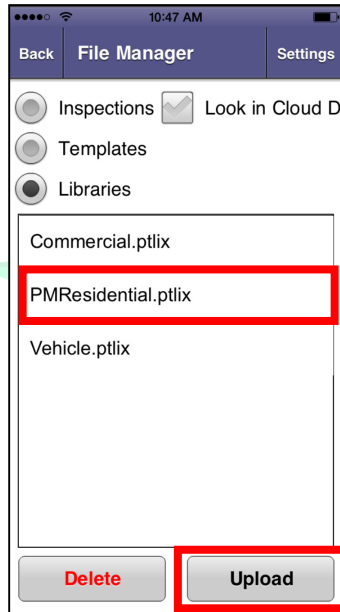 10:47 AM
Back File Manager Settings
Inspections Look in Cloud D
Templates
Libraries
Commercial.ptlix
PMResidential.ptlix
Vehicle.ptlix
Delete Upload